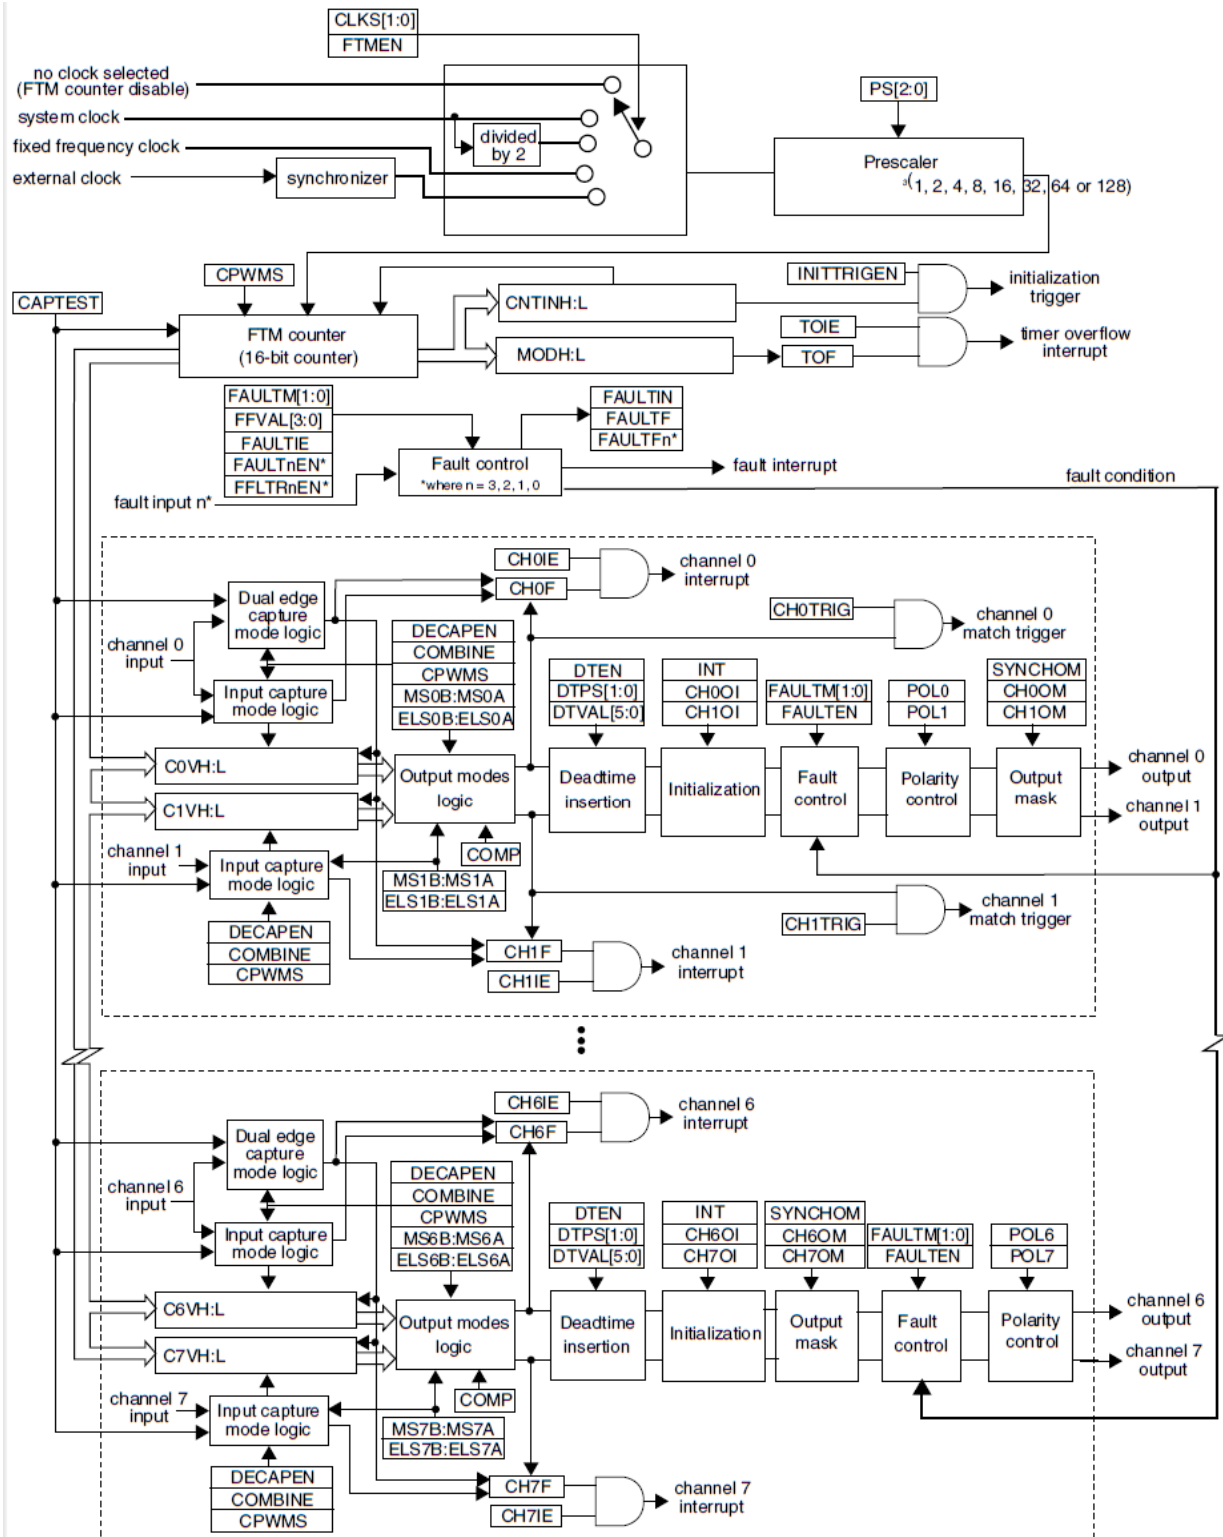 CLKS[1:0]
FTMEN
no clock selected
(FTM counter disable)
system clock
fixed frequency clock
external clock
synchronizer
divided
by 2
PS[2:0]
Prescaler
3(1, 2, 4, 8, 16, 32, 64 or 128)
CPWMS
CAPTEST
FTM counter
(16-bit counter)
CNTINH:L
MODH:L
INITTRIGEN
initialization
trigger
TOIE
TOF
timer overflow
interrupt
FAULTM[1:0]
FFVAL[3:0]
FAULTIE
FAULTnEN*
FFLTRnEN*
fault input n*
Fault control
*where n = 3, 2, 1, 0
FAULTIN
FAULTF
FAULTFn*
fault interrupt
fault condition
CH0IE
CH0F
channel 0
interrupt
Dual edge
capture
mode logic
channel 0
input
Input capture
mode logic
DECAPEN
COMBINE
CPWMS
MS0B:MS0A
ELS0B:ELS0A
CH0TRIG
channel 0
match trigger
DTEN
DTPS[1:0]
DTVAL[5:0]
INT
CH0OI
CH1OI
FAULTM[1:0]
FAULTEN
POL0
POL1
SYNCHOM
CH0OM
CH1OM
C0VH:L
C1VH:L
Output modes
logic
Deadtime
insertion
Initialization
Fault
control
Polarity
control
Output
mask
channel 0
output
channel 1
output
channel 1
input
Input capture
mode logic
COMP
MS1B:MS1A
ELS1B:ELS1A
DECAPEN
COMBINE
CPWMS
CH1F
CH1IE
channel 1
interrupt
CH1TRIG
channel 1
match trigger
CH6IE
CH6F
channel 6
interrupt
Dual edge
capture
mode logic
channel 6
input
Input capture
mode logic
DECAPEN
COMBINE
CPWMS
MS6B:MS6A
ELS6B:ELS6A
DTEN
DTPS[1:0]
DTVAL[5:0]
INT
CH6OI
CH7OI
SYNCHOM
CH6OM
CH7OM
FAULTM[1:0]
FAULTEN
POL6
POL7
C6VH:L
C7VH:L
Output modes
logic
Deadtime
insertion
Initialization
Output
mask
Fault
control
Polarity
control
channel 6
output
channel 7
output
channel 7
input
Input capture
mode logic
COMP
MS7B:MS7A
ELS7B:ELS7A
DECAPEN
COMBINE
CPWMS
CH7F
CH7IE
channel 7
interrupt